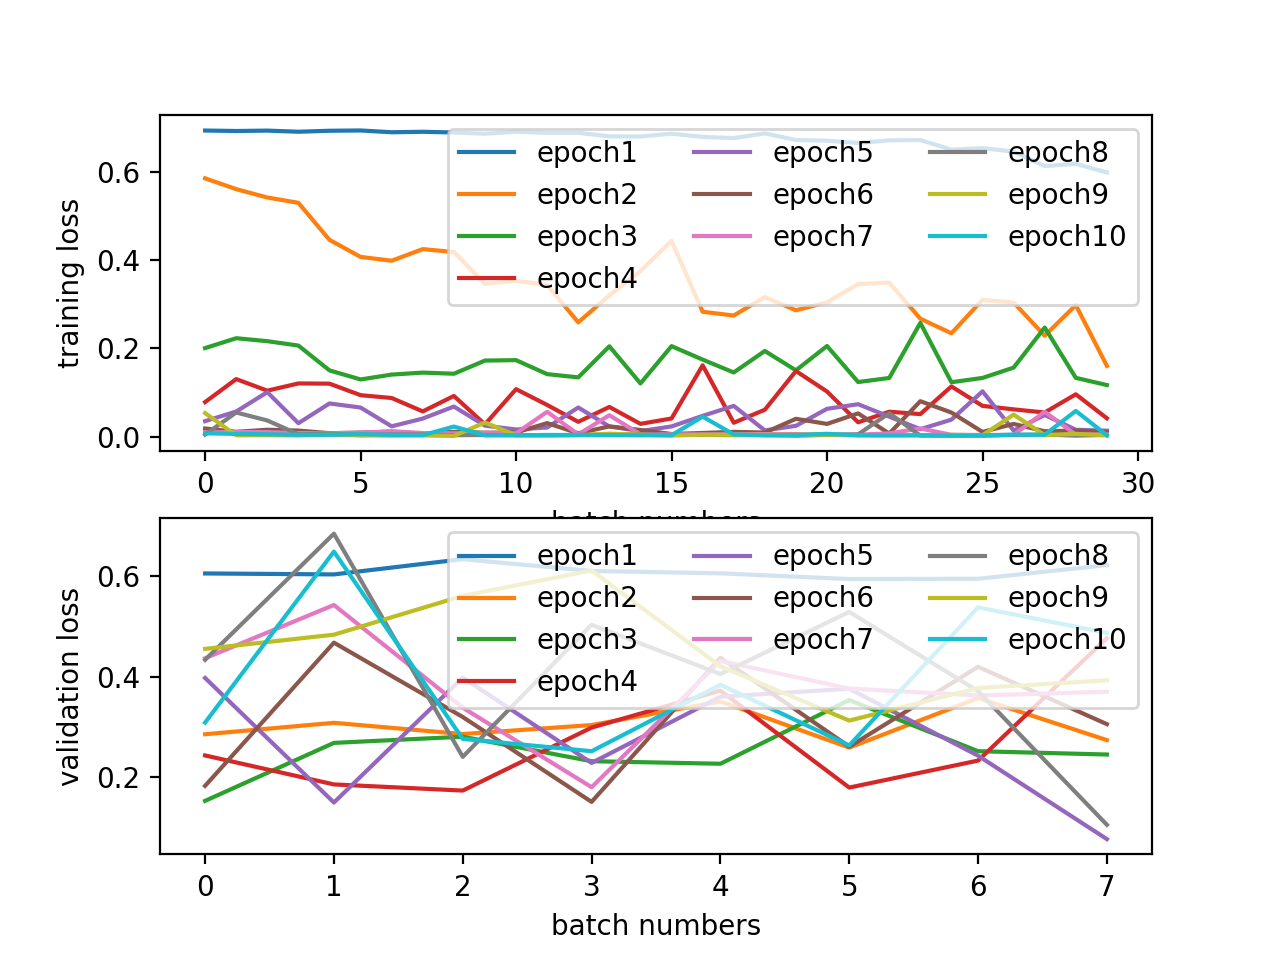 training loss
0.6
0.4
0.2
0.0
epoch1 epoch5 epoch8
epoch2 epoch6 epoch9
epoch3 epoch7 epoch10
epoch4
0 5 10 15 20 25 30
batch numbers
validation loss
0.6
0.4
0.2
epoch1 epoch5 epoch8
epoch2 epoch6 epoch9
epoch3 epoch7 epoch10
epoch4
0 1 2 3 4 5 6 7
batch numbers